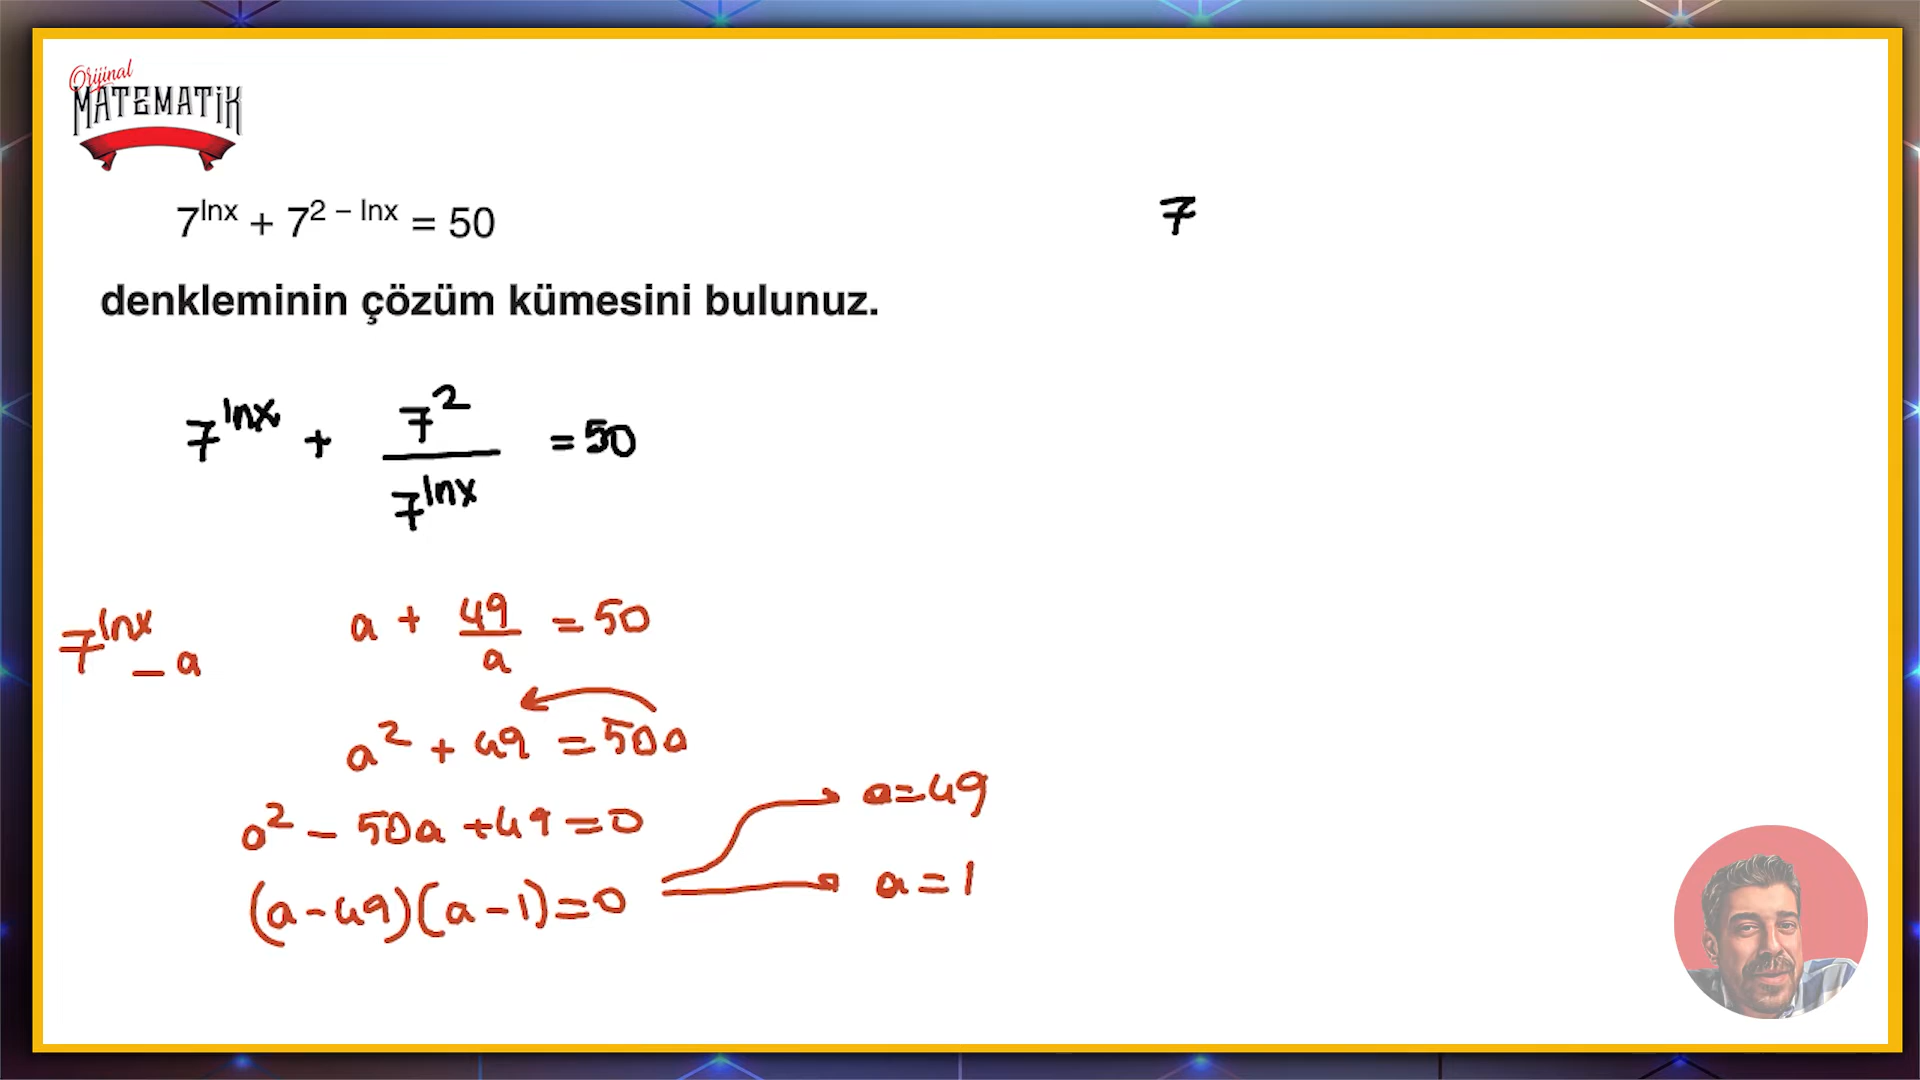 Orijinal
MATEMATİK
7^lnx + 7^2 – lnx = 50
denkleminin çözüm kümesini bulunuz.
7
7^lnx + 7^2 / 7^lnx = 50
7^lnx _ a
a + 49/a = 50
a^2 + 49 = 50a
a^2 - 50a + 49 = 0
(a-49)(a-1)=0
a=49
a=1